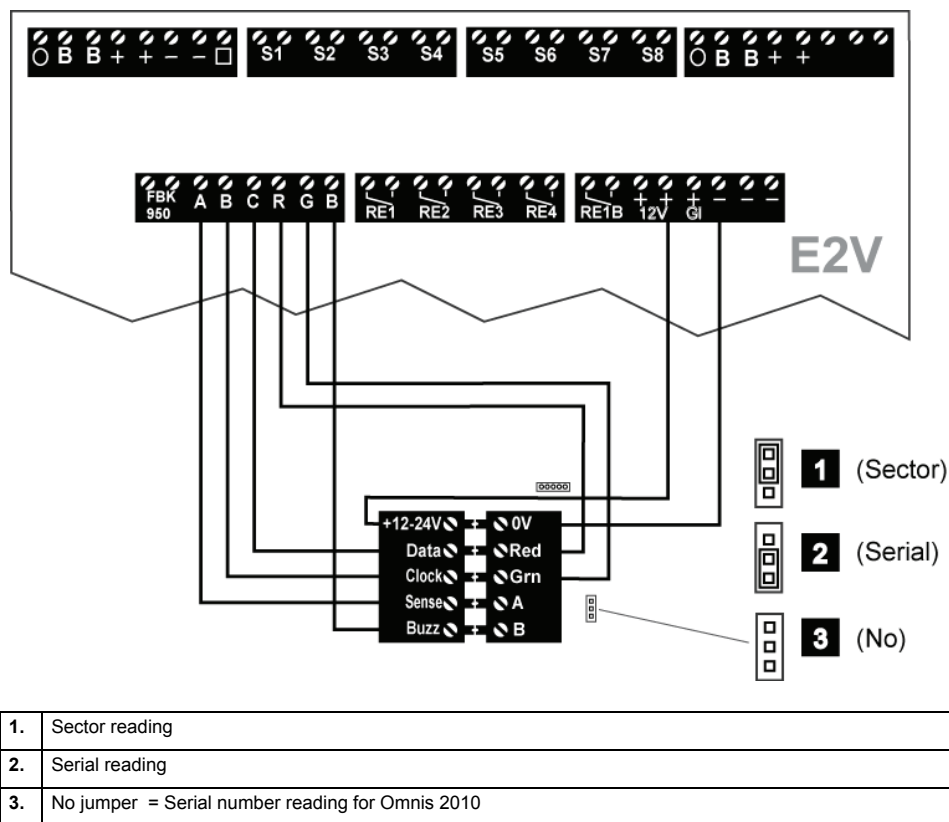 O B B + + − − □ S1 S2 S3 S4 S5 S6 S7 S8 O B B + +
FBK 950 A B C R G B RE1 RE2 RE3 RE4 RE1B + + + − − −
12V GI
E2V
1 (Sector)
2 (Serial)
3 (No)
+12-24V 0V
Data Red
Clock Grn
Sense A
Buzz B
1. Sector reading
2. Serial reading
3. No jumper = Serial number reading for Omnis 2010